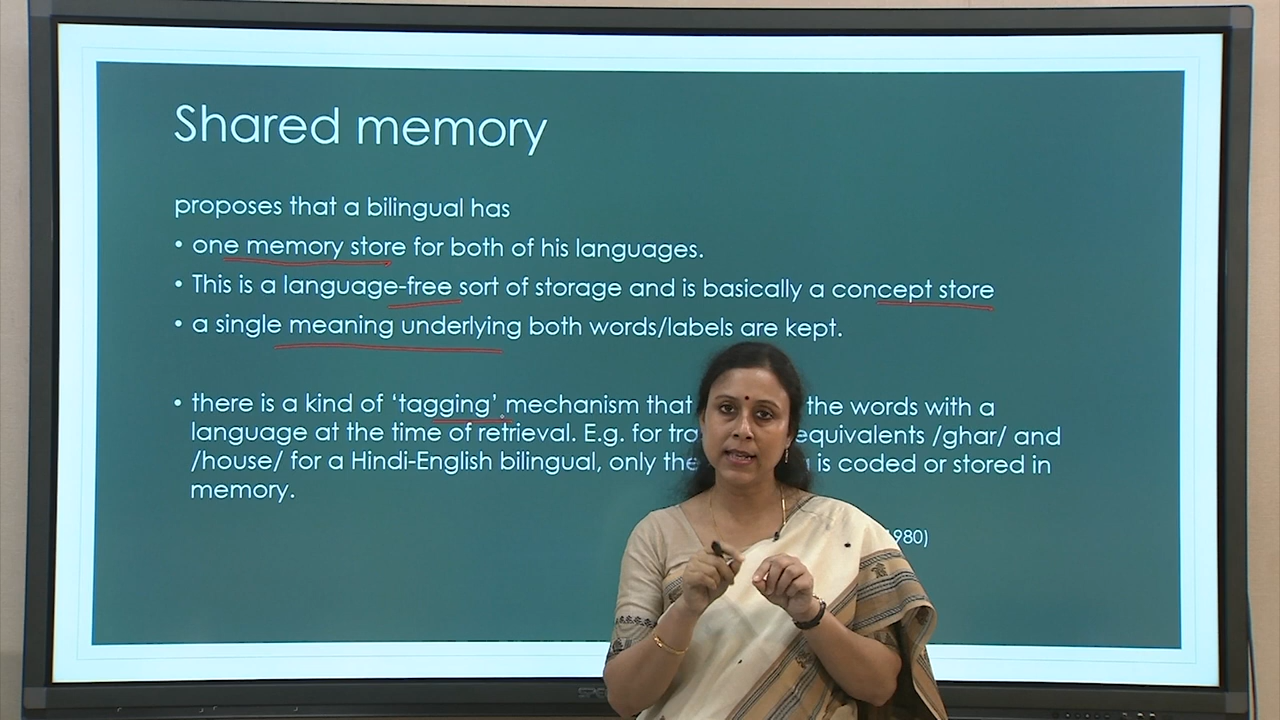 Shared memory
proposes that a bilingual has
• one memory store for both of his languages.
• This is a language-free sort of storage and is basically a concept store
• a single meaning underlying both words/labels are kept.
• there is a kind of ‘tagging’ mechanism that the words with a
language at the time of retrieval. E.g. for equivalents /ghar/ and
/house/ for a Hindi-English bilingual, only the is coded or stored in
memory.
1980)